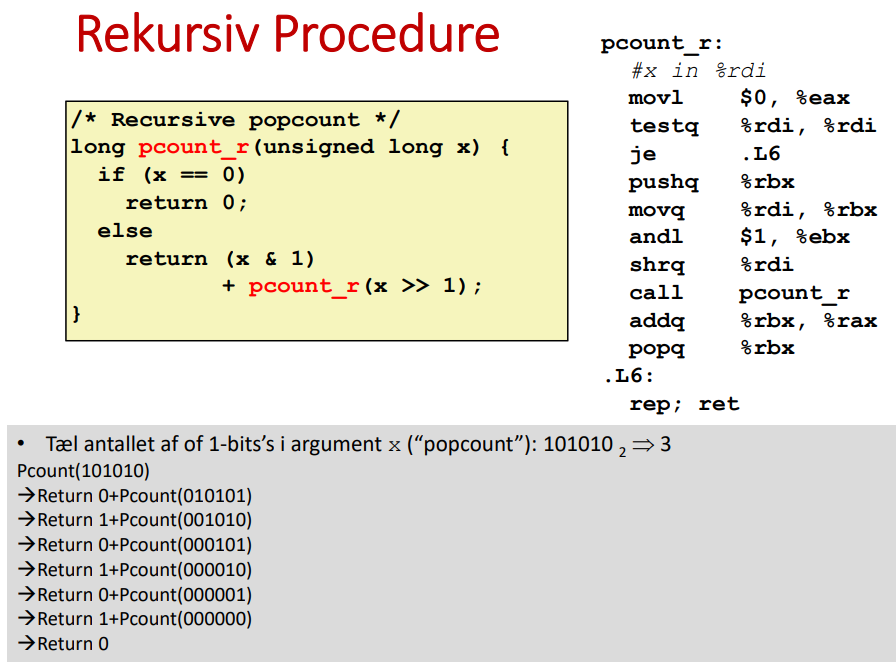 Rekursiv Procedure
/* Recursive popcount */
long pcount_r(unsigned long x) {
  if (x == 0)
    return 0;
  else
    return (x & 1)
           + pcount_r(x >> 1);
}
pcount_r:
  #x in %rdi
  movl    $0, %eax
  testq   %rdi, %rdi
  je      .L6
  pushq   %rbx
  movq    %rdi, %rbx
  andl    $1, %ebx
  shrq    %rdi
  call    pcount_r
  addq    %rbx, %rax
  popq    %rbx
.L6:
  rep; ret
• Tæl antallet af of 1-bits's i argument x ("popcount"): 101010 ₂ ⇒ 3
Pcount(101010)
→Return 0+Pcount(010101)
→Return 1+Pcount(001010)
→Return 0+Pcount(000101)
→Return 1+Pcount(000010)
→Return 0+Pcount(000001)
→Return 1+Pcount(000000)
→Return 0